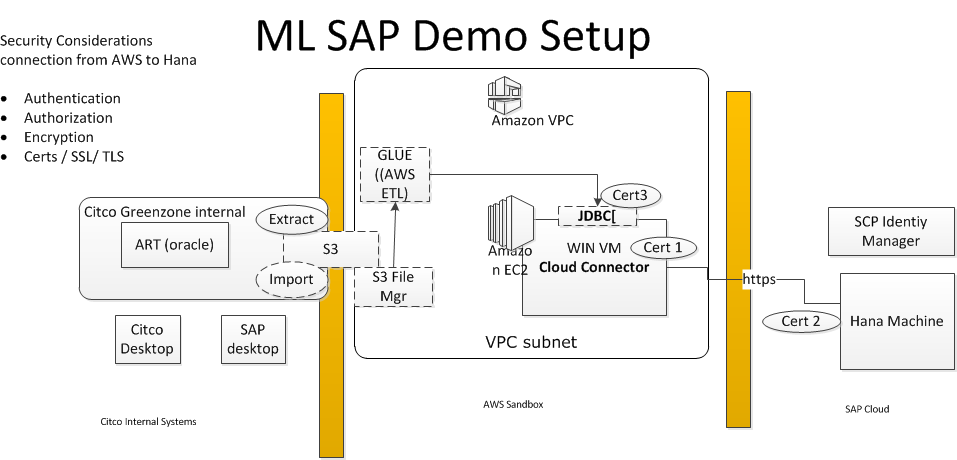 ML SAP Demo Setup
Security Considerations
connection from AWS to Hana
• Authentication
• Authorization
• Encryption
• Certs / SSL/ TLS
Amazon VPC
GLUE
((AWS
ETL)
Cert3
JDBC[
Citco Greenzone internal
Extract
ART (oracle)
S3
Import
S3 File
Mgr
Amazo
n EC2
WIN VM
Cloud Connector
Cert 1
SCP Identiy
Manager
https
Cert 2
Hana Machine
Citco
Desktop
SAP
desktop
VPC subnet
Citco Internal Systems
AWS Sandbox
SAP Cloud